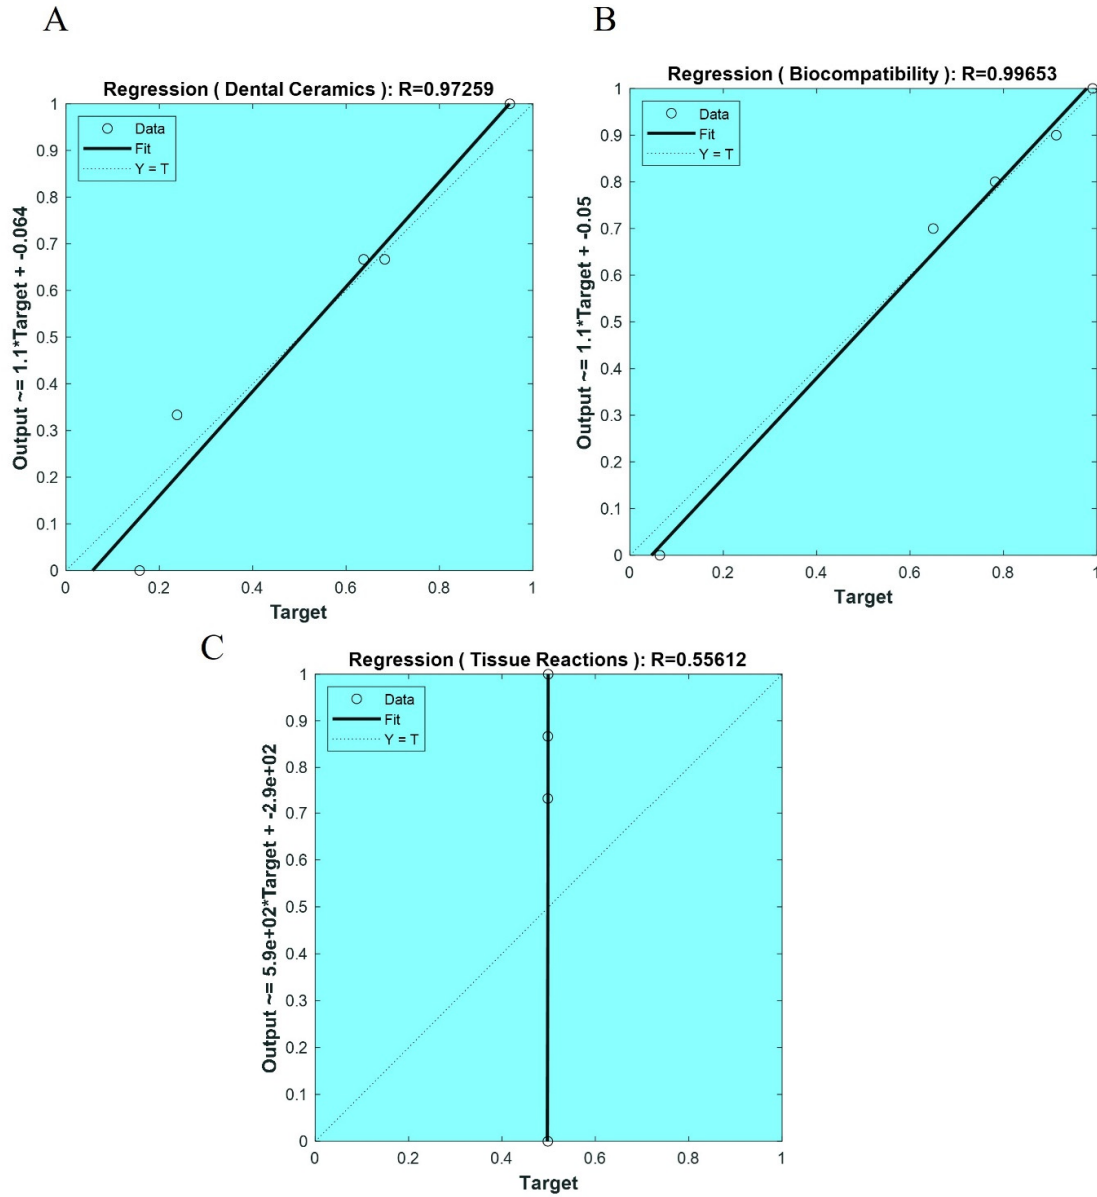 A
Regression ( Dental Ceramics ): R=0.97259
Data
Fit
Y = T
Output ~= 1.1*Target + -0.064
1
0.9
0.8
0.7
0.6
0.5
0.4
0.3
0.2
0.1
0
0 0.2 0.4 0.6 0.8 1
Target
B
Regression ( Biocompatibility ): R=0.99653
Data
Fit
Y = T
Output ~= 1.1*Target + -0.05
1
0.9
0.8
0.7
0.6
0.5
0.4
0.3
0.2
0.1
0
0 0.2 0.4 0.6 0.8 1
Target
C
Regression ( Tissue Reactions ): R=0.55612
Data
Fit
Y = T
Output ~= 5.9e+02*Target + -2.9e+02
1
0.9
0.8
0.7
0.6
0.5
0.4
0.3
0.2
0.1
0
0 0.2 0.4 0.6 0.8 1
Target